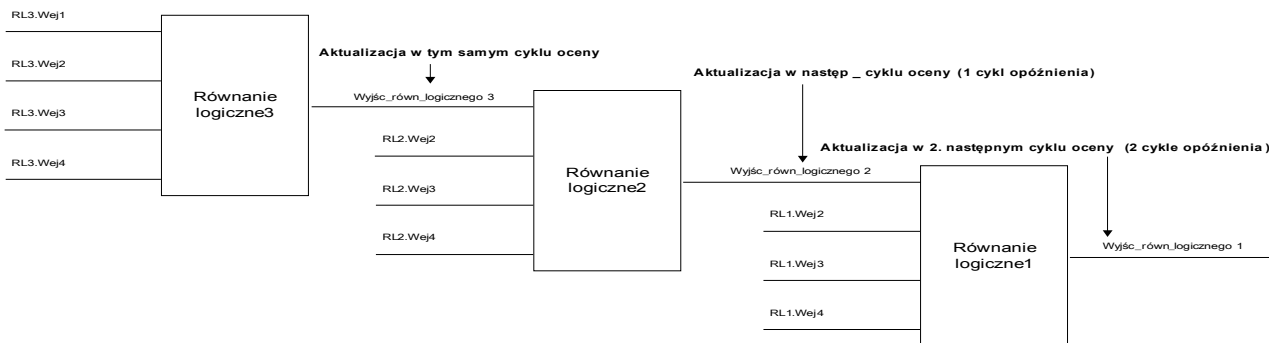 RL3.Wej1
RL3.Wej2
RL3.Wej3
RL3.Wej4
Równanie
logiczne3
Aktualizacja w tym samym cyklu oceny
Wyjśc_równ_logicznego 3
RL2.Wej2
RL2.Wej3
RL2.Wej4
Równanie
logiczne2
Aktualizacja w następ _ cyklu oceny (1 cykl opóźnienia)
Wyjśc_równ_logicznego 2
RL1.Wej2
RL1.Wej3
RL1.Wej4
Równanie
logiczne1
Aktualizacja w 2. następnym cyklu oceny (2 cykle opóźnienia)
Wyjśc_równ_logicznego 1